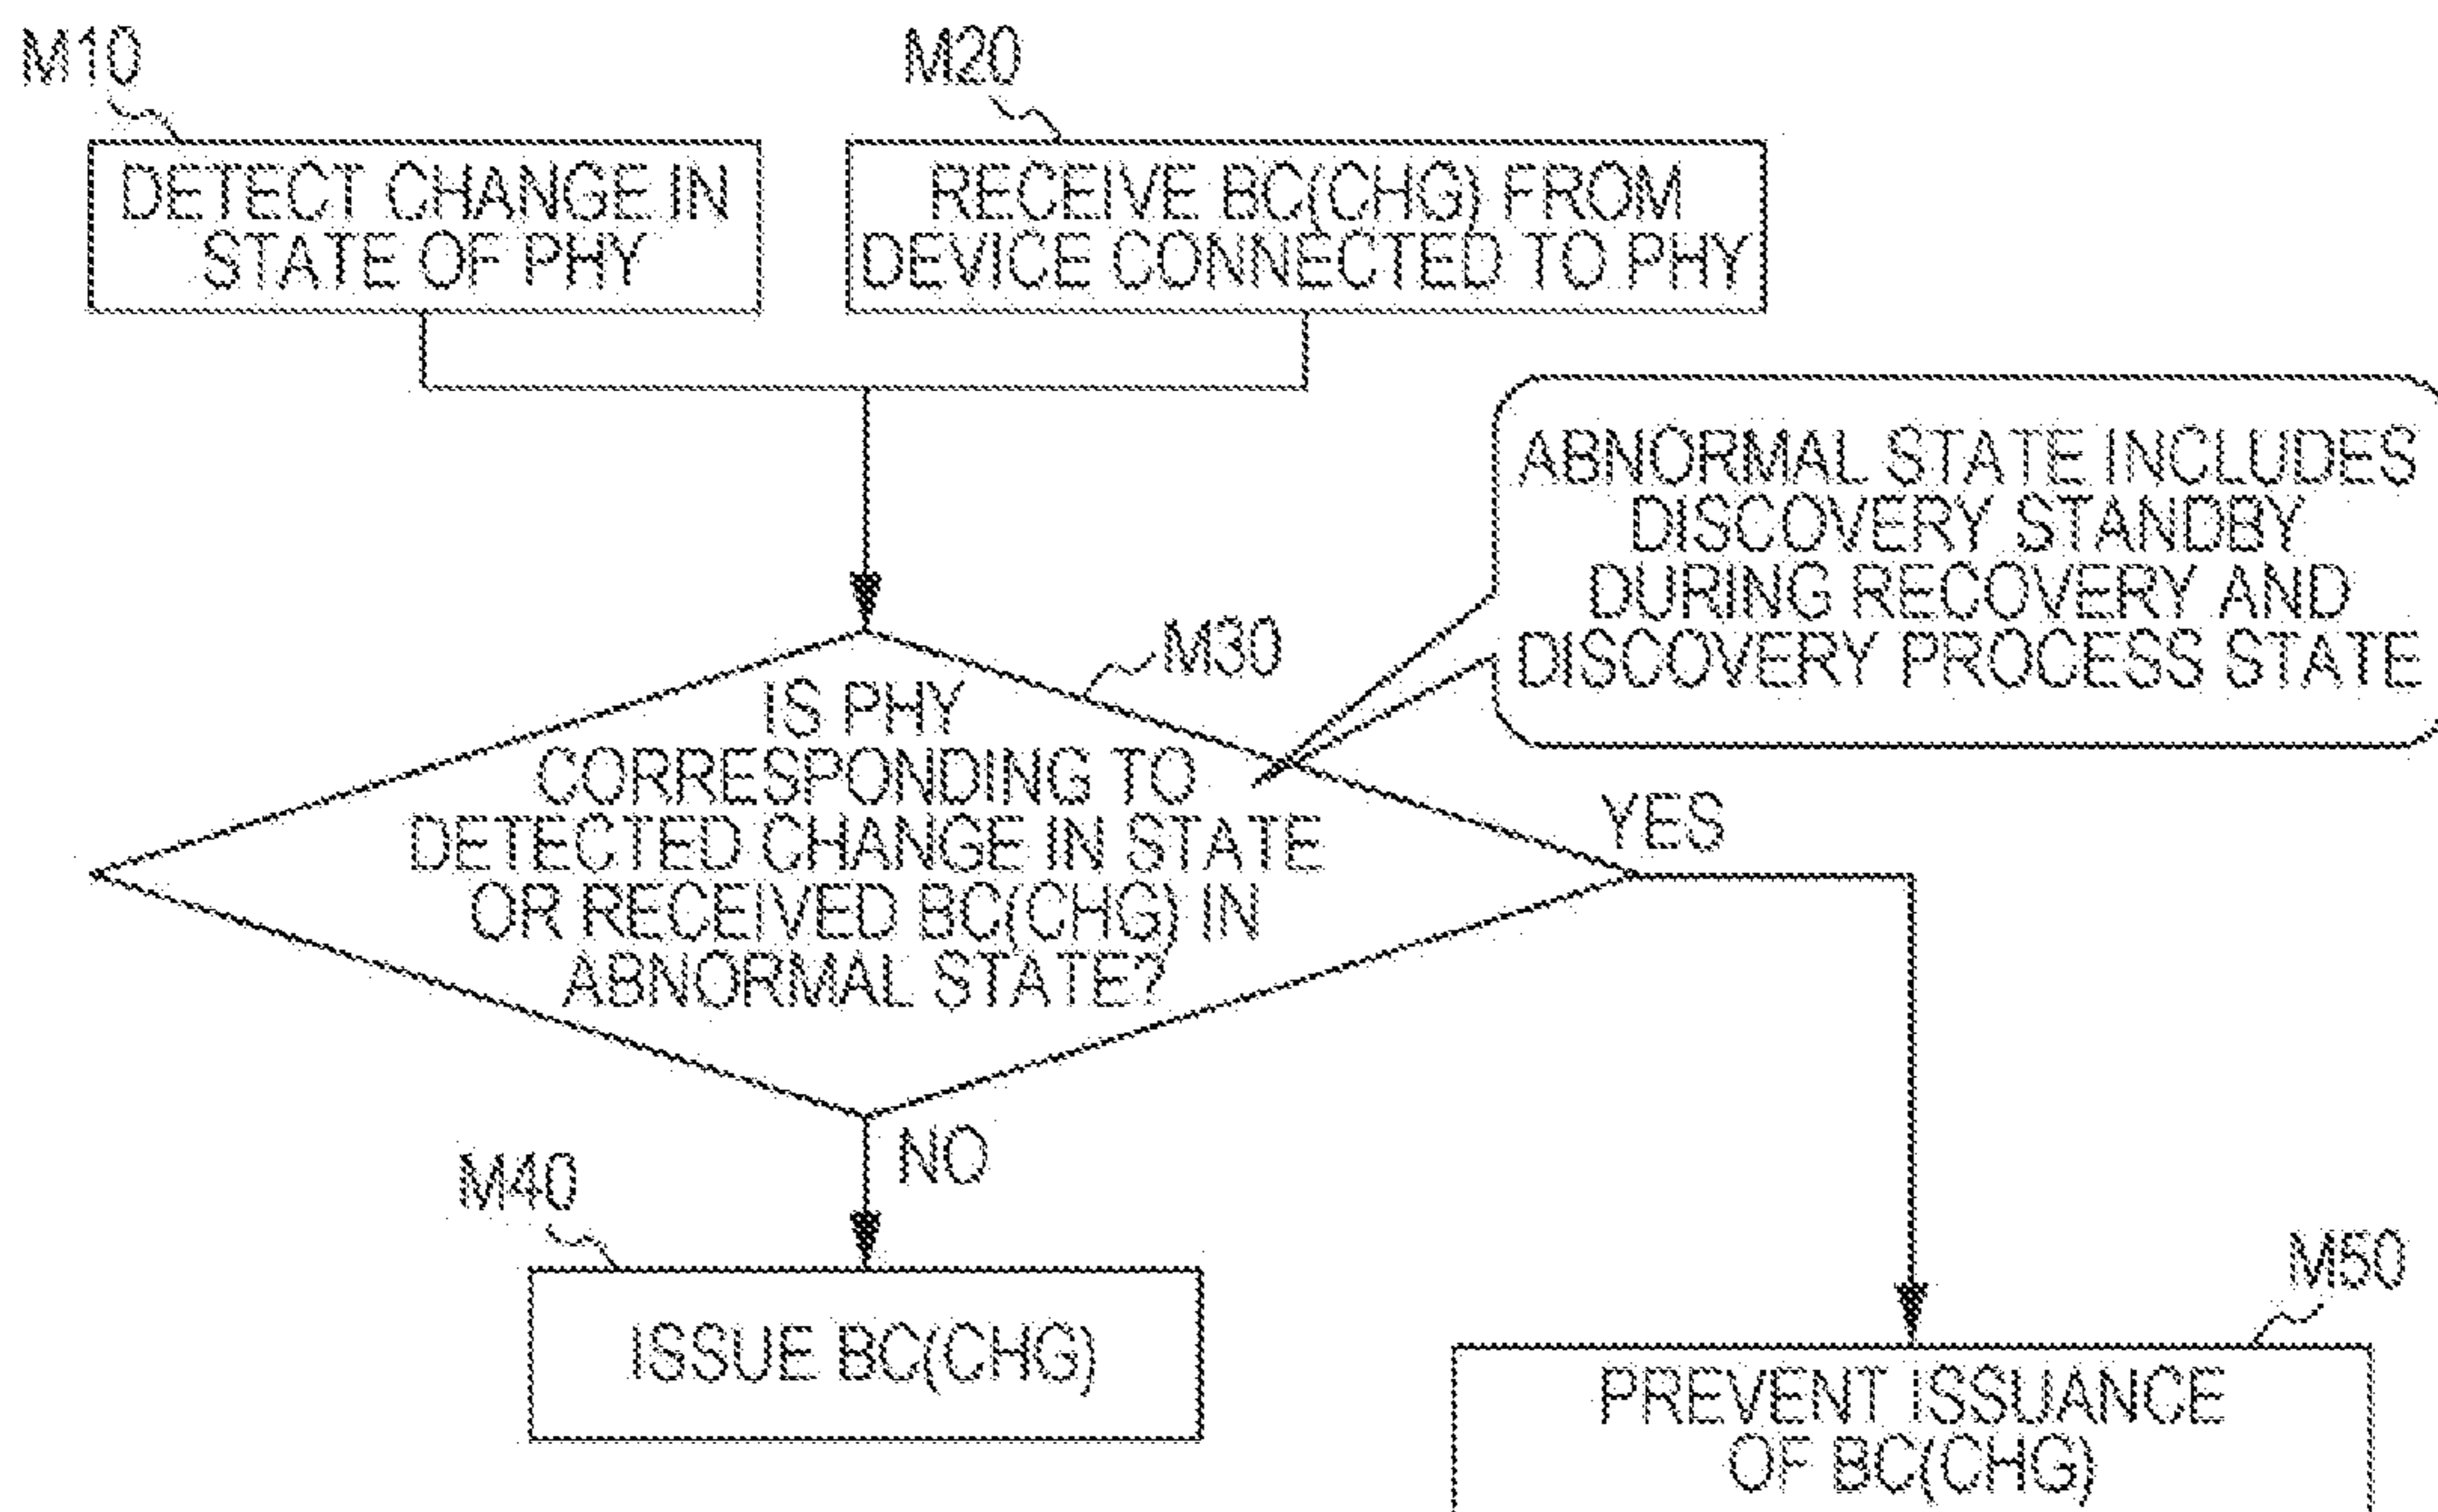 M10
M20
DETECT CHANGE IN
STATE OF PHY
RECEIVE BC(CHG) FROM
DEVICE CONNECTED TO PHY
ABNORMAL STATE INCLUDES
DISCOVERY STANDBY
DURING RECOVERY AND
DISCOVERY PROCESS STATE
M30
IS PHY
CORRESPONDING TO
DETECTED CHANGE IN STATE
OR RECEIVED BC(CHG) IN
ABNORMAL STATE?
YES
NO
M40
ISSUE BC(CHG)
M50
PREVENT ISSUANCE
OF BC(CHG)